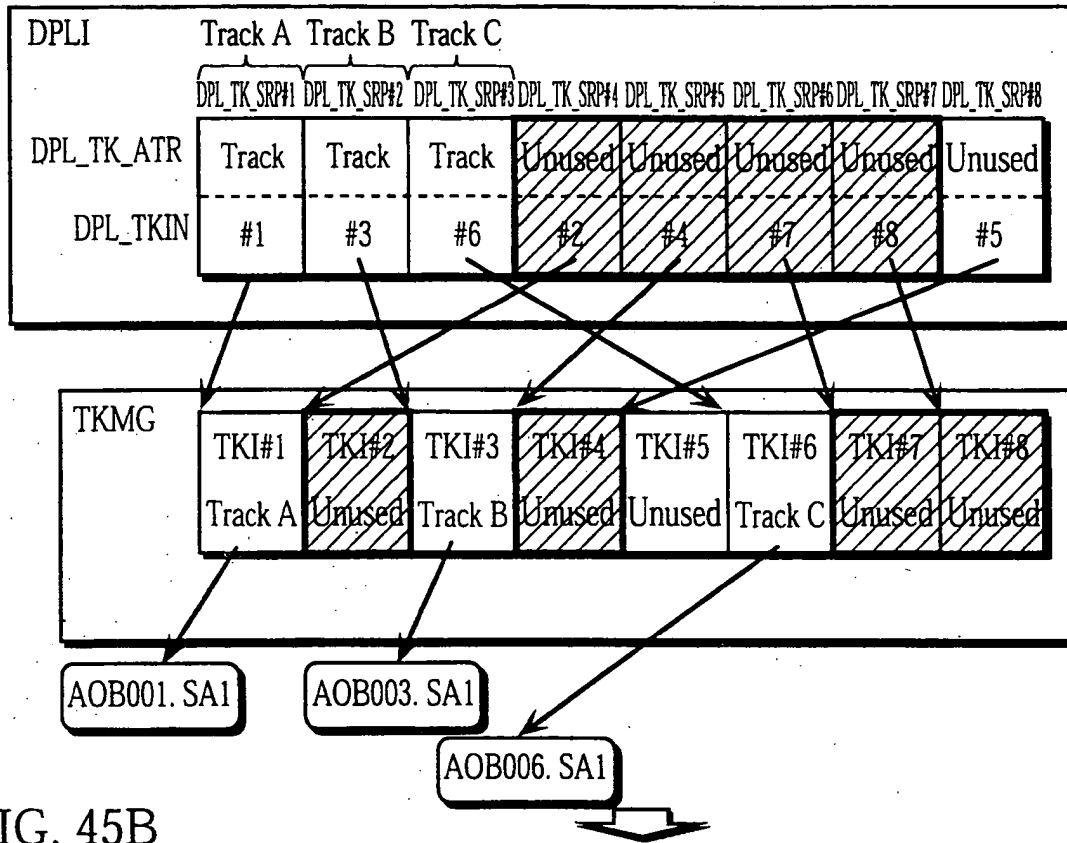 DPLI Track A Track B Track C
DPL_TK_SRP#1 DPL_TK_SRP#2 DPL_TK_SRP#3 DPL_TK_SRP#4 DPL_TK_SRP#5 DPL_TK_SRP#6 DPL_TK_SRP#7 DPL_TK_SRP#8
DPL_TK_ATR Track Track Track Unused Unused Unused Unused Unused
DPL_TKIN #1 #3 #6 #2 #4 #7 #8 #5
TKMG
TKI#1 TKI#2 TKI#3 TKI#4 TKI#5 TKI#6 TKI#7 TKI#8
Track A Unused Track B Unused Unused Track C Unused Unused
AOB001. SA1 AOB003. SA1
AOB006. SA1
IG. 45B